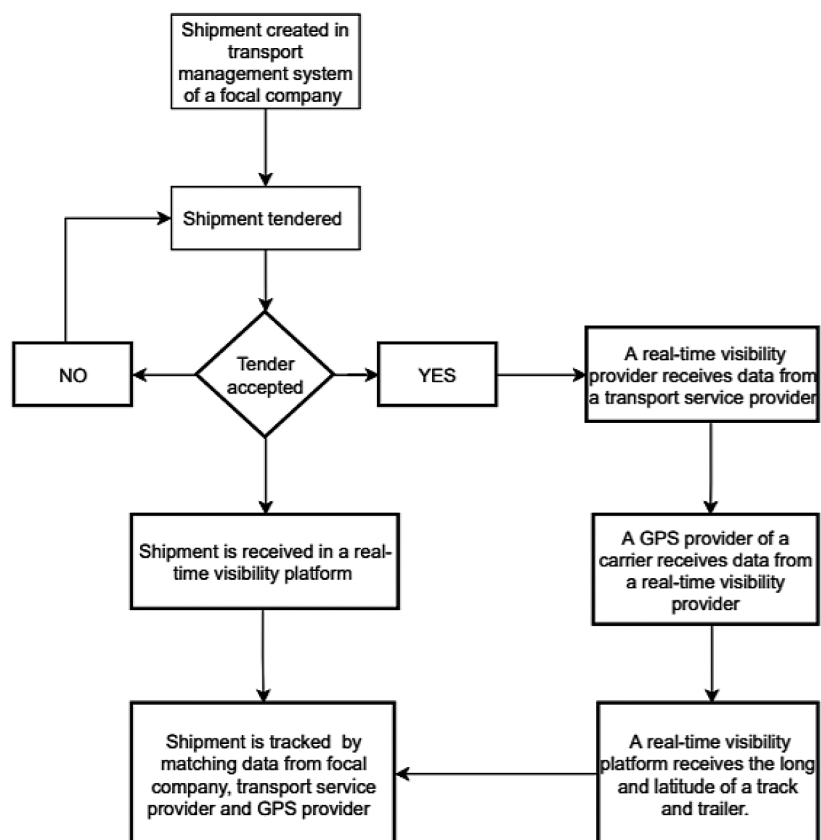 Shipment created in
transport
management system
of a focal company
Shipment tendered
Tender
accepted
NO
YES
A real-time visibility
provider receives data from
a transport service provider
Shipment is received in a real-
time visibility platform
A GPS provider of a
carrier receives data from
a real-time visibility
provider
Shipment is tracked by
matching data from focal
company, transport service
provider and GPS provider
A real-time visibility
platform receives the long
and latitude of a track
and trailer.